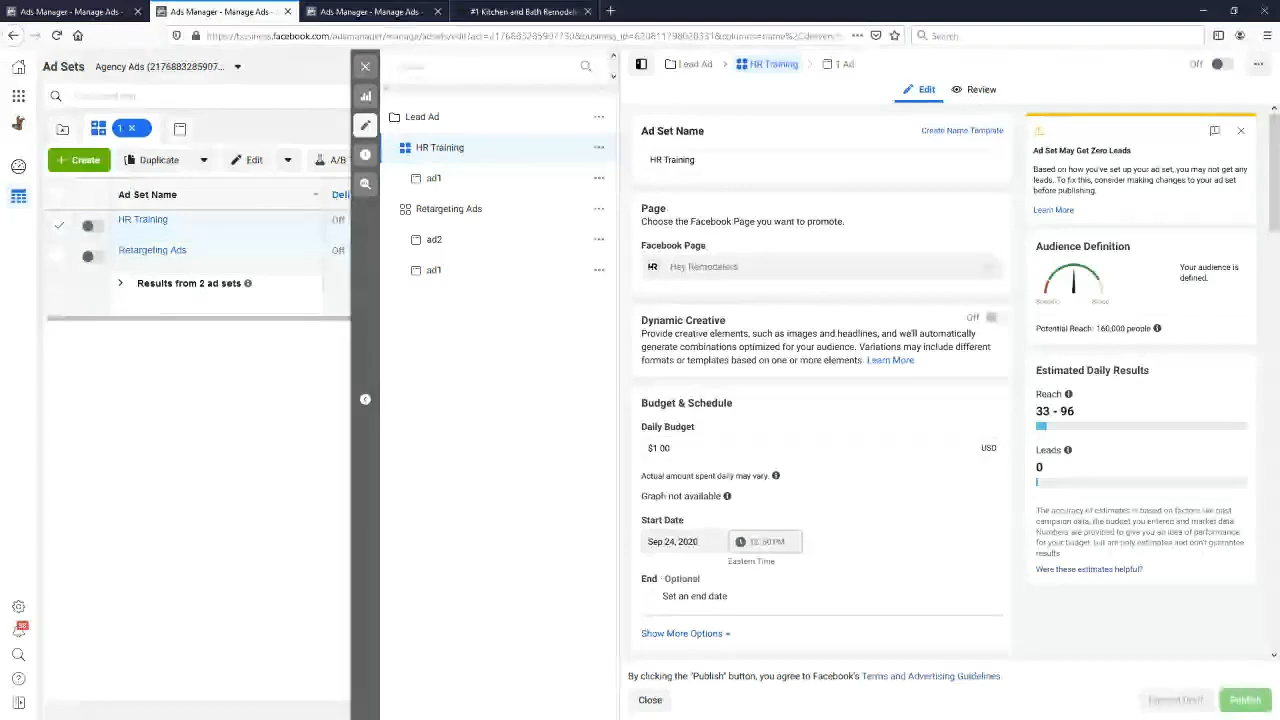 Ads Manager - Ads Manager -
Ads Manager - Ads Manager -
Ads Manager - Ads Manager -
#1 Kitchen and Bath Remodele
Search
Ad Sets
Agency Ads (2176883285907...
1
Create
Duplicate
Edit
A/B
Ad Set Name
HR Training
Off
Retargeting Ads
Off
Results from 2 ad sets
Lead Ad
HR Training
ad1
Retargeting Ads
ad2
ad1
Lead Ad
HR Training
1 Ad
Off
Edit
Review
Ad Set Name
Create Name Template
HR Training
Page
Choose the Facebook Page you want to promote.
Facebook Page
HR Hey Remodelers
Dynamic Creative
Off
Provide creative elements, such as images and headlines, and we'll automatically
generate combinations optimized for your audience. Variations may include different
formats or templates based on one or more elements. Learn More
Budget & Schedule
Daily Budget
$1.00
USD
Actual amount spent daily may vary.
Graph not available
Start Date
Sep 24, 2020
Eastern Time
End · Optional
Set an end date
Show More Options
Ad Set May Get Zero Leads
Based on how you've set up your ad set, you may not get any
leads. To fix this, consider making changes to your ad set
before publishing.
Learn More
Audience Definition
Your audience is
defined.
Specific
Broad
Potential Reach: 160,000 people
Estimated Daily Results
Reach
33 - 96
Leads
0
The accuracy of estimates is based on factors like past
campaign data, the budget you entered and market data.
Numbers are provided to give you an idea of performance
for your budget, but are only estimates and don't guarantee
results.
Were these estimates helpful?
By clicking the "Publish" button, you agree to Facebook's Terms and Advertising Guidelines.
Close
Publish